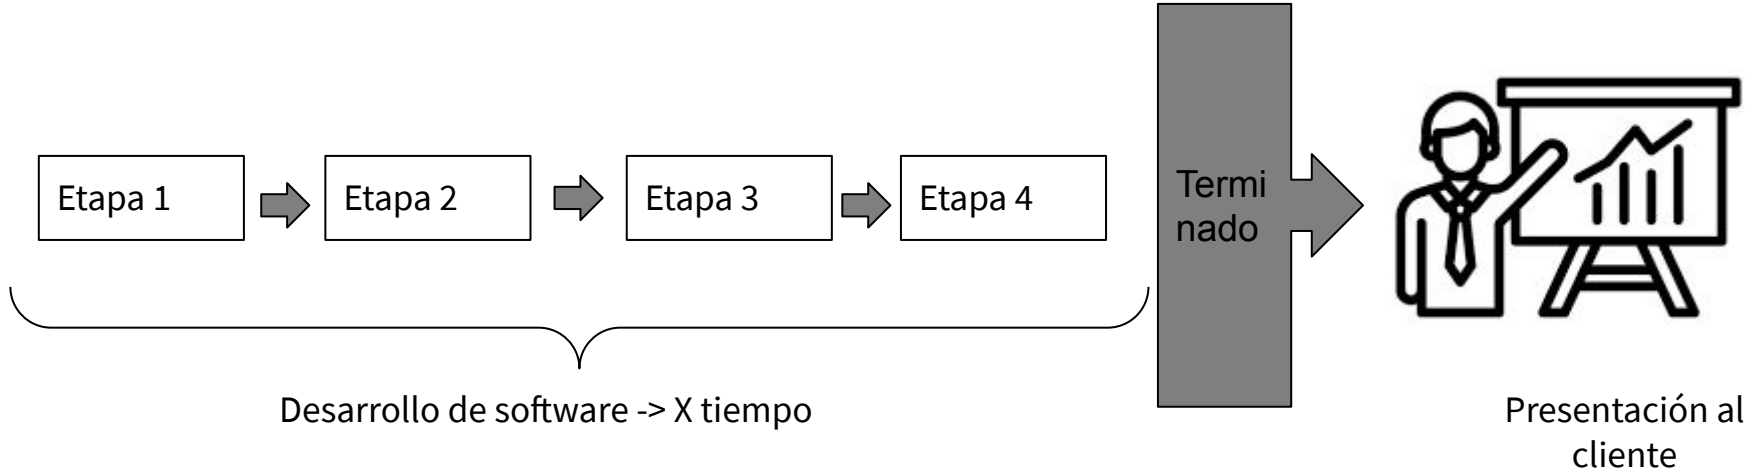 Etapa 1
Etapa 2
Etapa 3
Etapa 4
Termi
nado
Desarrollo de software -> X tiempo
Presentación al
cliente